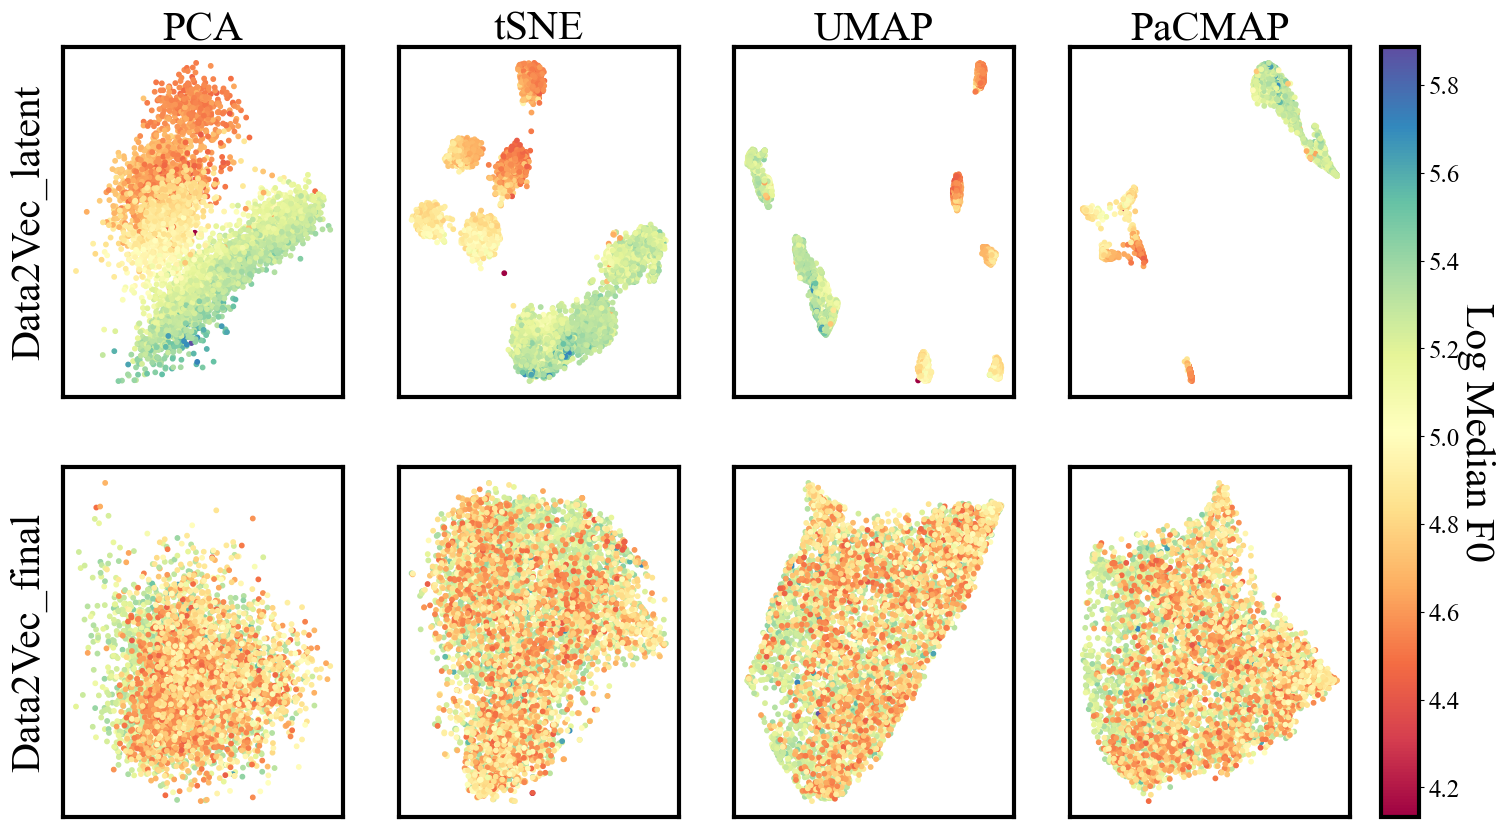 PCA
tSNE
UMAP
PaCMAP
Data2Vec_latent
Data2Vec_final
5.8
5.6
5.4
5.2
5.0
4.8
4.6
4.4
4.2
Log Median F0